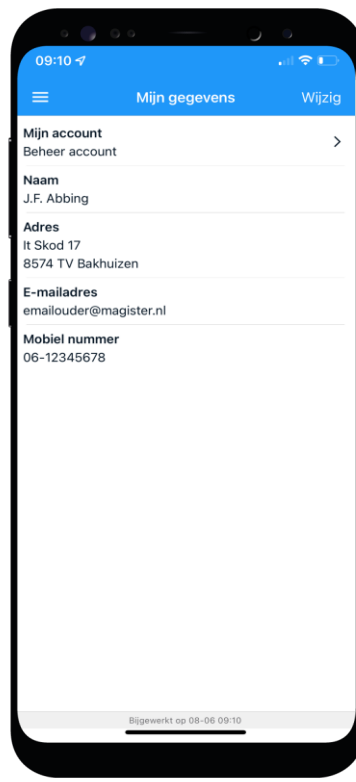 09:10
Mijn gegevens
Wijzig
Mijn account
Beheer account
Naam
J.F. Abbing
Adres
It Skod 17
8574 TV Bakhuizen
E-mailadres
emailouder@magister.nl
Mobiel nummer
06-12345678
Bijgewerkt op 08-06 09:10